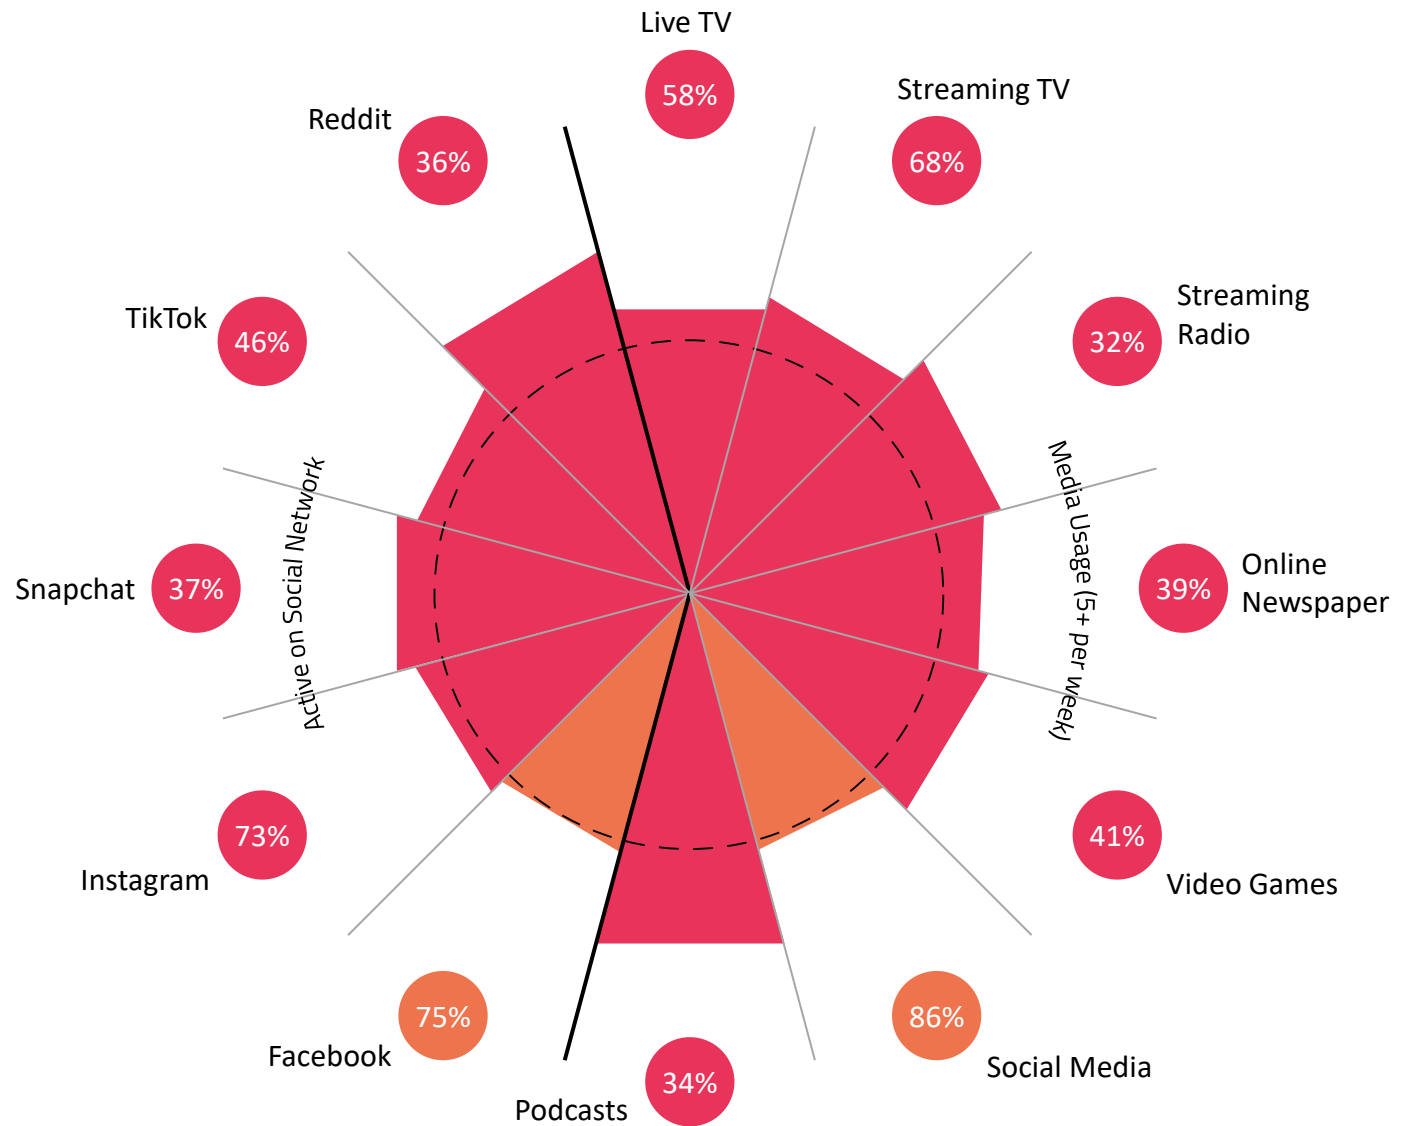 Live TV
58%
Streaming TV
68%
Streaming
Radio
32%
Online
Newspaper
39%
Video Games
41%
Social Media
86%
Podcasts
34%
Facebook
75%
Instagram
73%
Snapchat
37%
TikTok
46%
Reddit
36%
Active on Social Network
Media Usage (5+ per week)